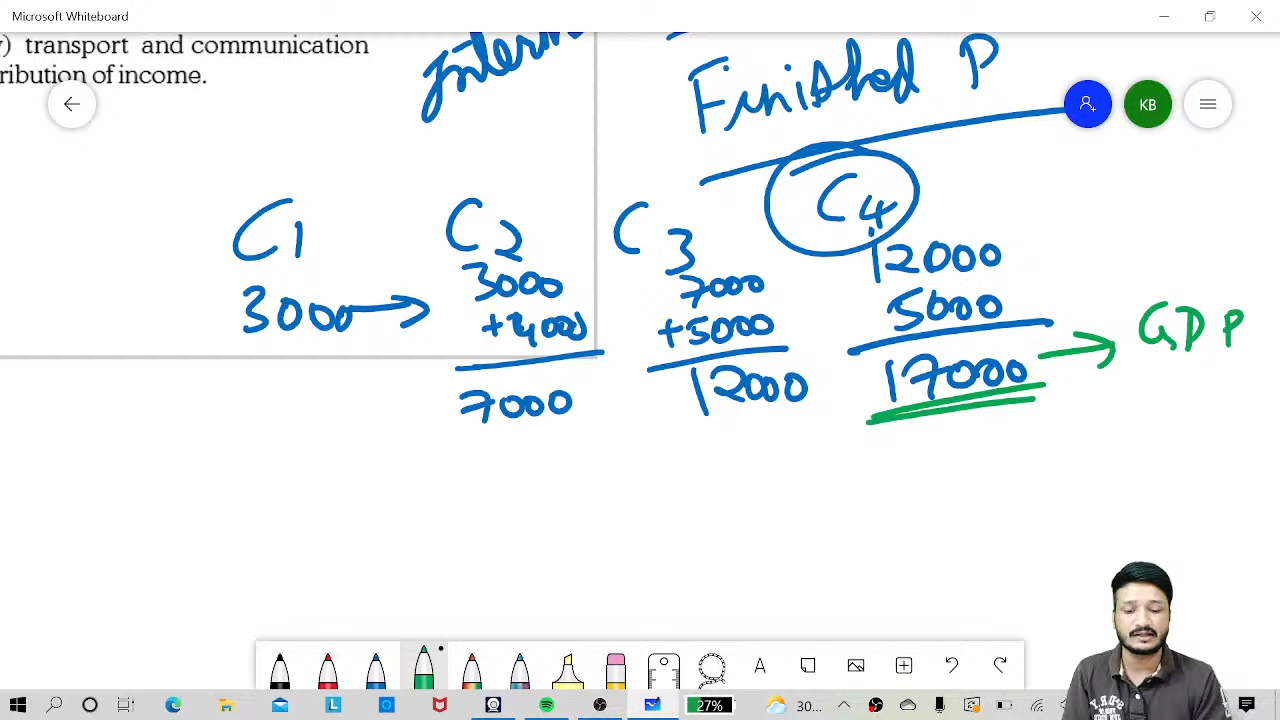 Microsoft Whiteboard
) transport and communication
ribution of income.
Finished P
KB
C1
C2
C3
C4
3000
3000
+4000
7000
7000
+5000
12000
12000
5000
17000
GDP
A
27%
30...